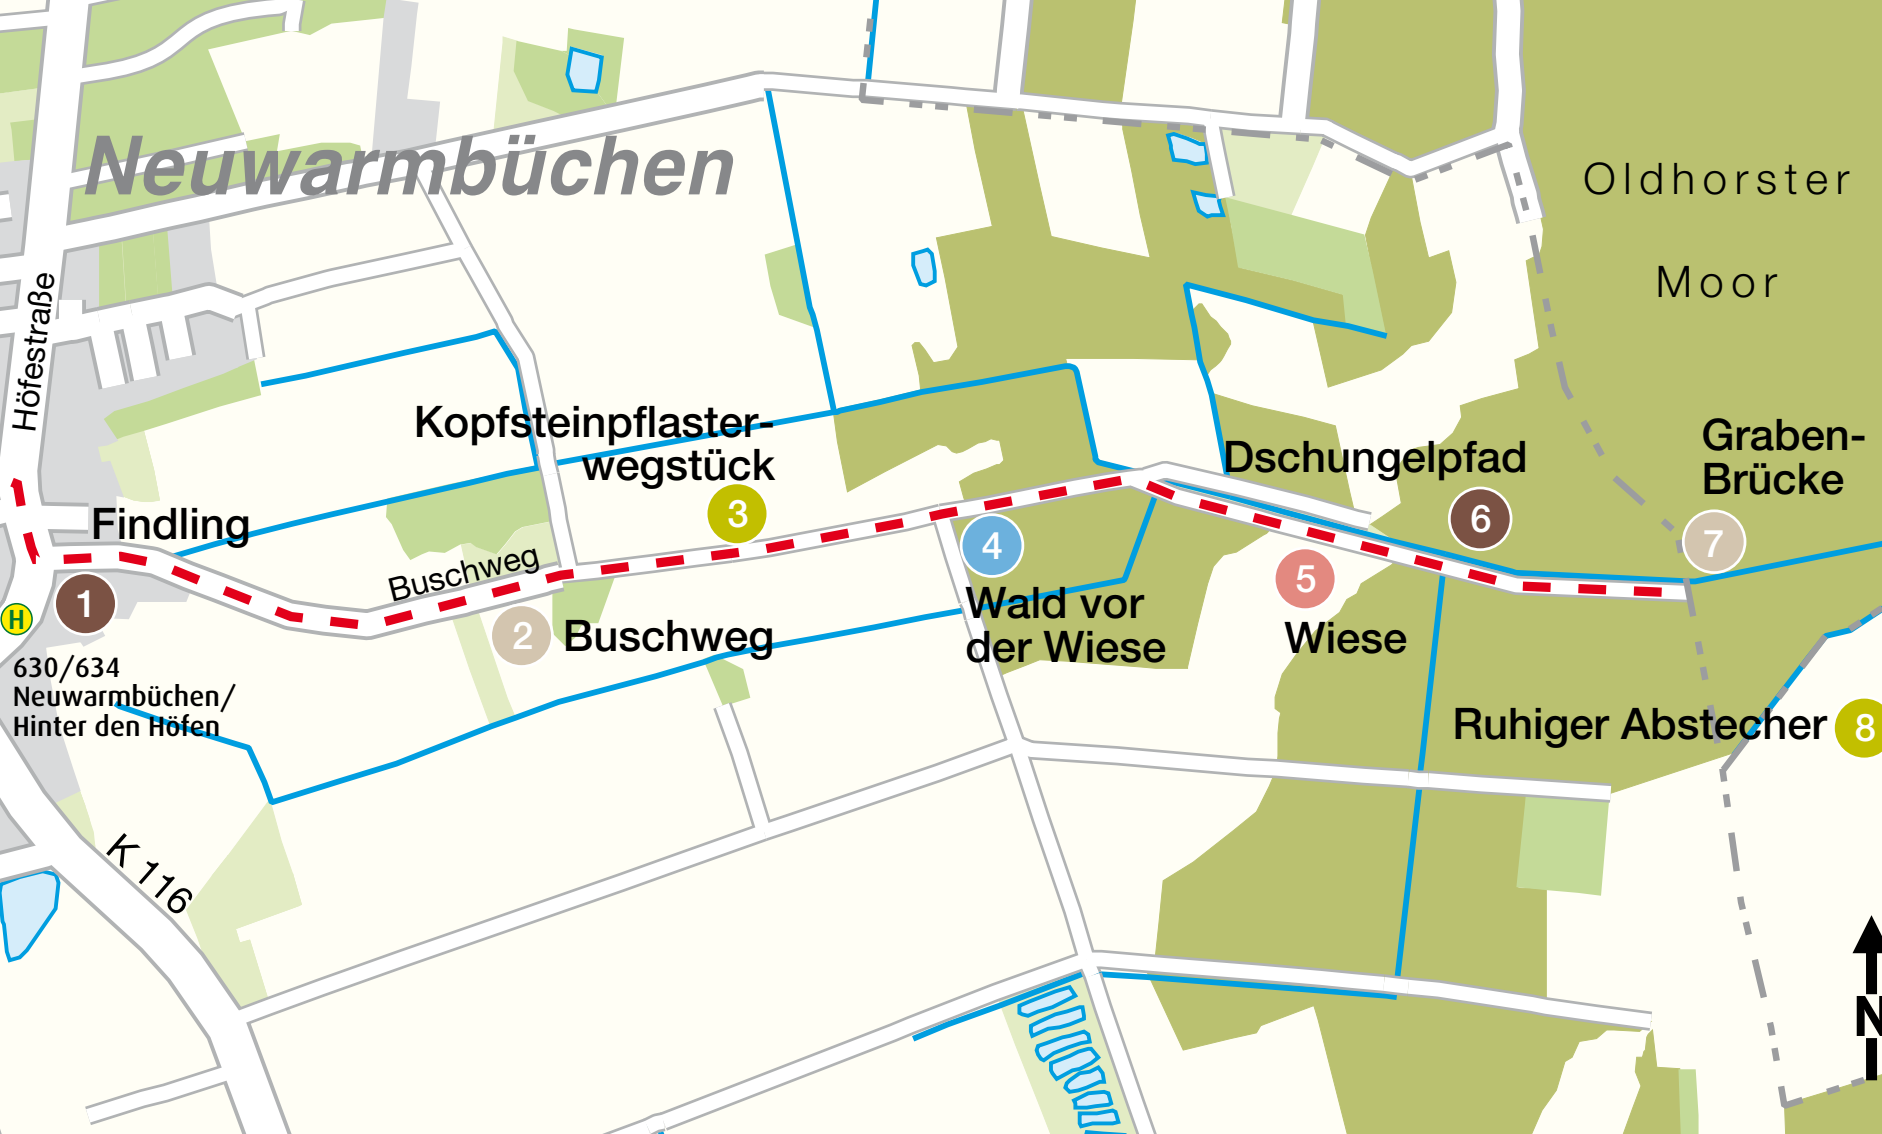 Neuwarmbüchen
Oldhorster
Moor
Höfestraße
Kopfsteinpflaster-
wegstück
3
Dschungelpfad
6
Graben-
Brücke
7
Findling
1
Buschweg
2
Buschweg
4
Wald vor
der Wiese
5
Wiese
H
630/634
Neuwarmbüchen/
Hinter den Höfen
Ruhiger Abstecher
8
K 116
N